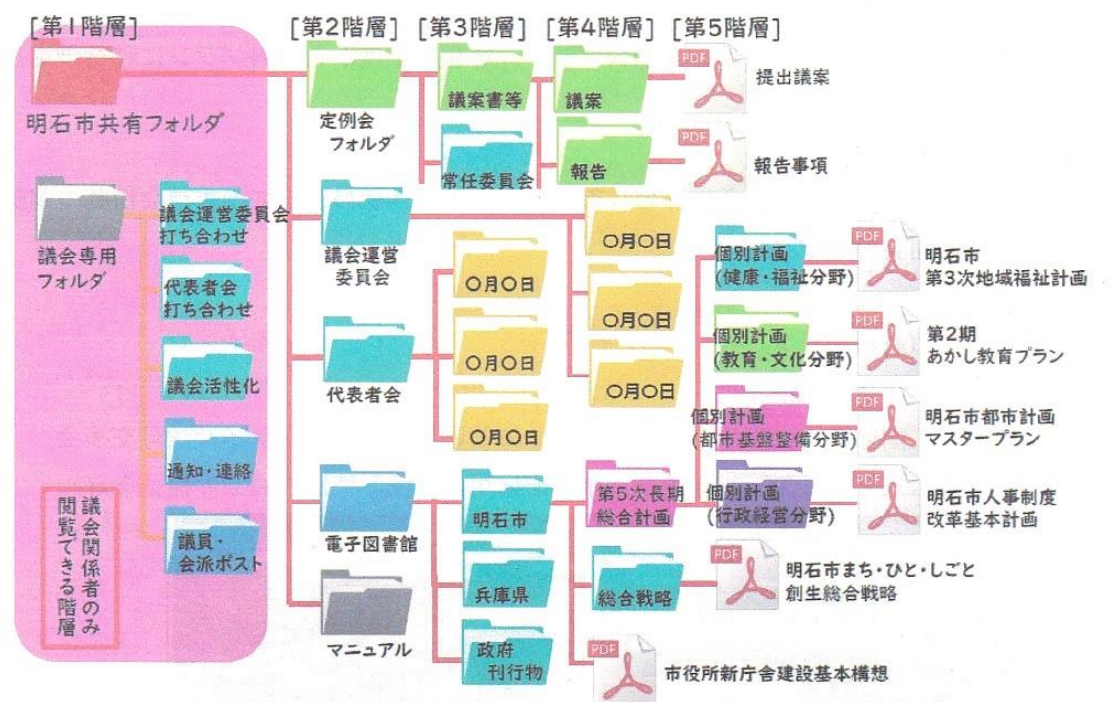 [第1階層]
[第2階層]
[第3階層]
[第4階層]
[第5階層]
明石市共有フォルダ
議会専用
フォルダ
議会運営委員会
打ち合わせ
代表者会
打ち合わせ
議会活性化
通知・連絡
議員・
会派ポスト
議会関係者のみ
閲覧できる階層
定例会
フォルダ
議案書等
議案
PDF
提出議案
常任委員会
報告
PDF
報告事項
議会運営
委員会
〇月〇日
〇月〇日
〇月〇日
代表者会
〇月〇日
〇月〇日
〇月〇日
電子図書館
明石市
第5次長期
総合計画
個別計画
(健康・福祉分野)
PDF
明石市
第3次地域福祉計画
個別計画
(教育・文化分野)
PDF
第2期
あかし教育プラン
個別計画
(都市基盤整備分野)
PDF
明石市都市計画
マスタープラン
個別計画
(行政経営分野)
PDF
明石市人事制度
改革基本計画
兵庫県
総合戦略
PDF
明石市まち・ひと・しごと
創生総合戦略
政府
刊行物
PDF
市役所新庁舎建設基本構想
マニュアル